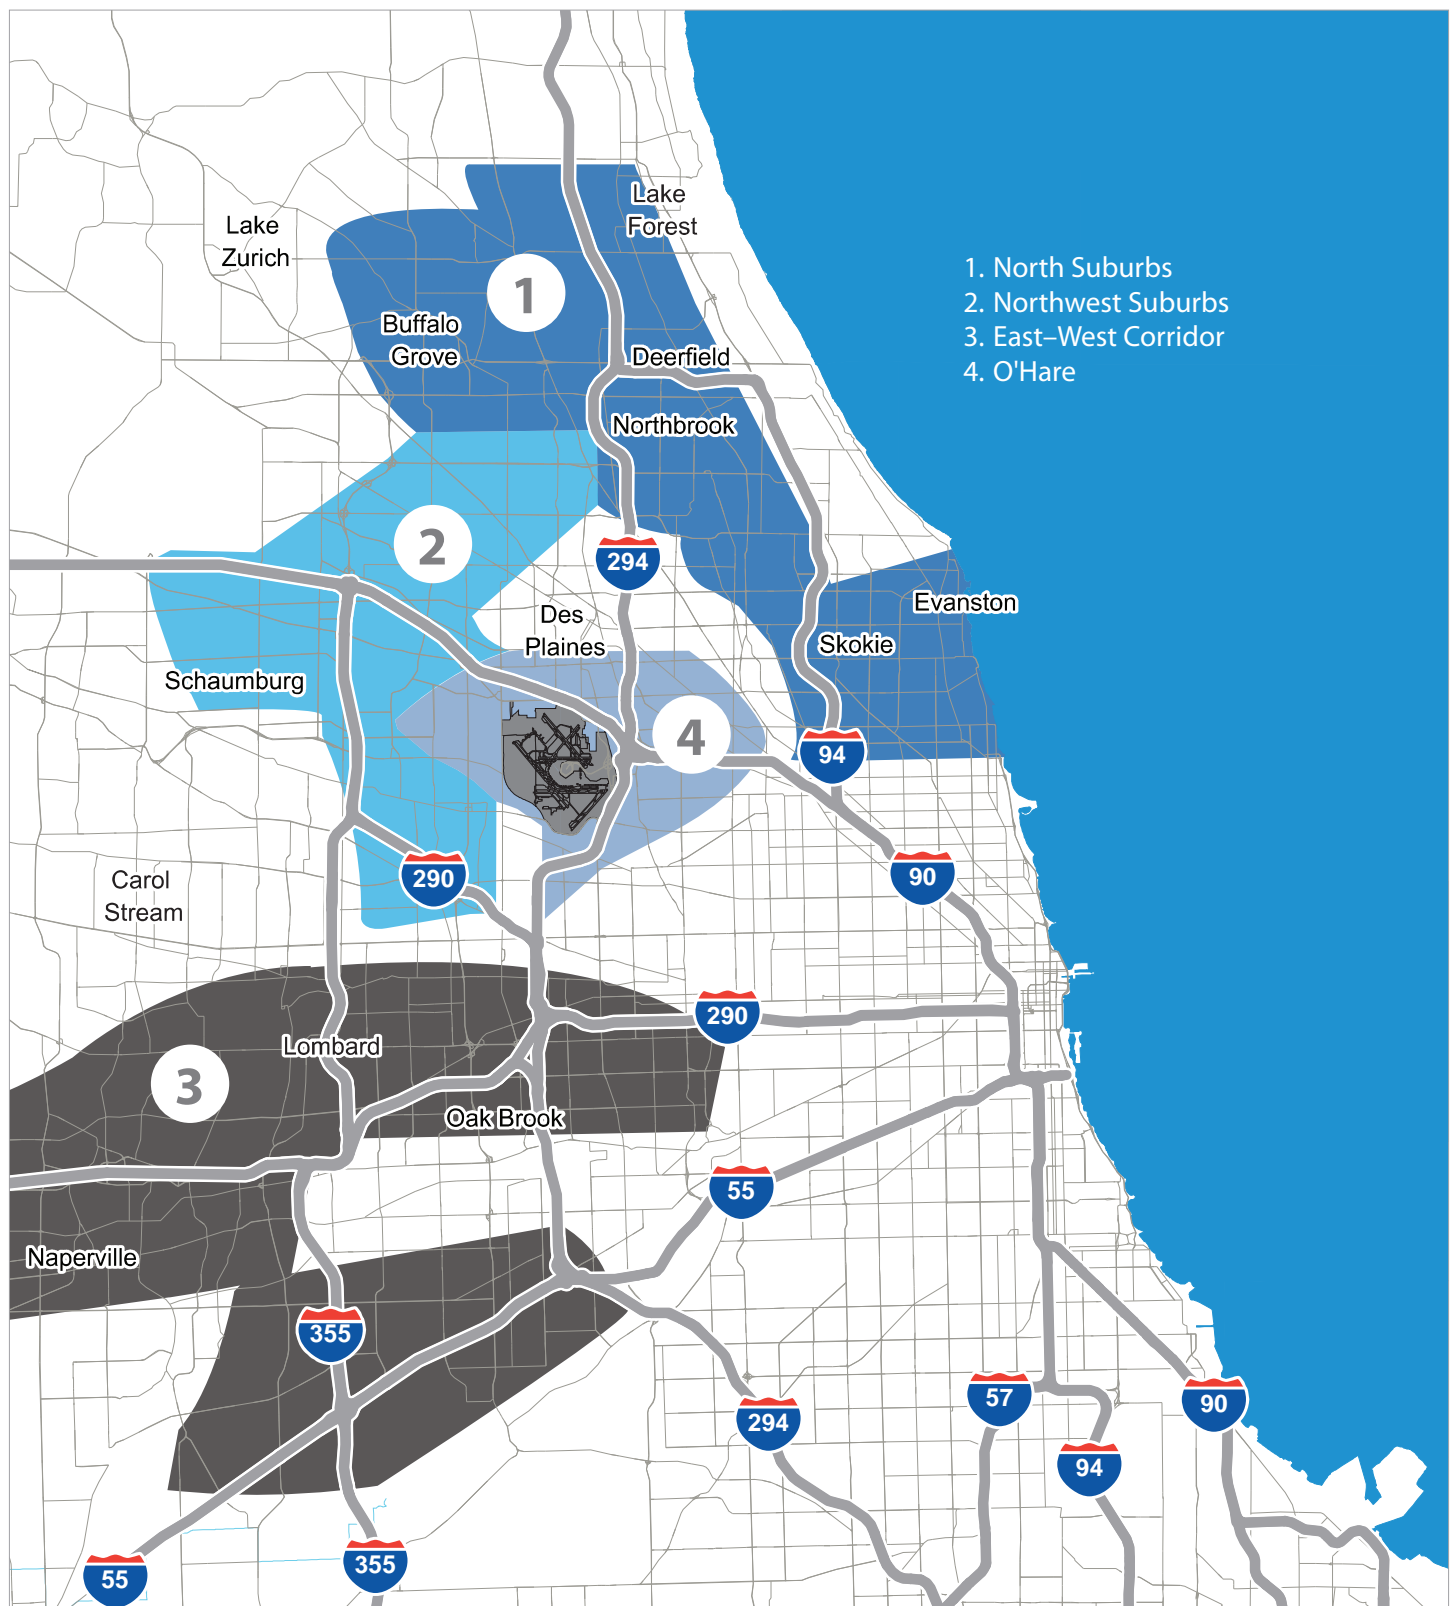 Lake
Forest
Lake
Zurich
1
1. North Suburbs
2. Northwest Suburbs
3. East–West Corridor
4. O'Hare
Buffalo
Grove
Deerfield
Northbrook
2
294
Des
Plaines
Evanston
Skokie
Schaumburg
4
94
290
90
Carol
Stream
290
Lombard
3
Oak Brook
55
Naperville
355
57
90
294
94
355
55